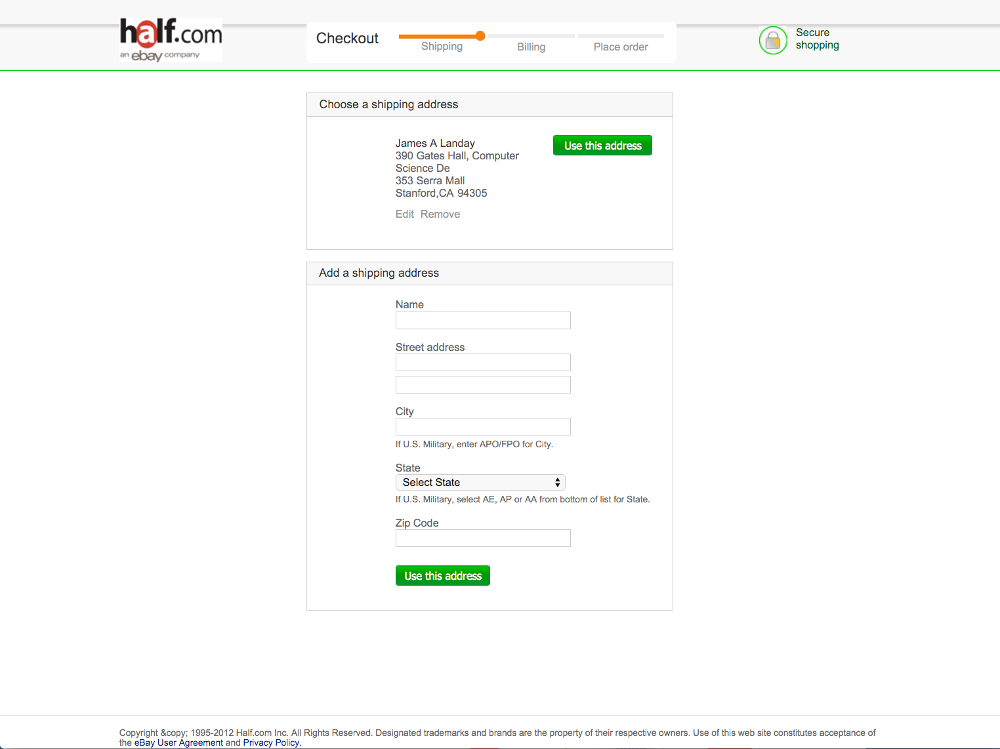 half.com
an ebay company
Checkout
Shipping
Billing
Place order
Secure
shopping
Choose a shipping address
James A Landay
390 Gates Hall, Computer
Science De
353 Serra Mall
Stanford,CA 94305
Edit Remove
Use this address
Add a shipping address
Name
Street address
City
If U.S. Military, enter APO/FPO for City.
State
Select State
If U.S. Military, select AE, AP or AA from bottom of list for State.
Zip Code
Use this address
Copyright &copy; 1995-2012 Half.com Inc. All Rights Reserved. Designated trademarks and brands are the property of their respective owners. Use of this web site constitutes acceptance of
the eBay User Agreement and Privacy Policy.